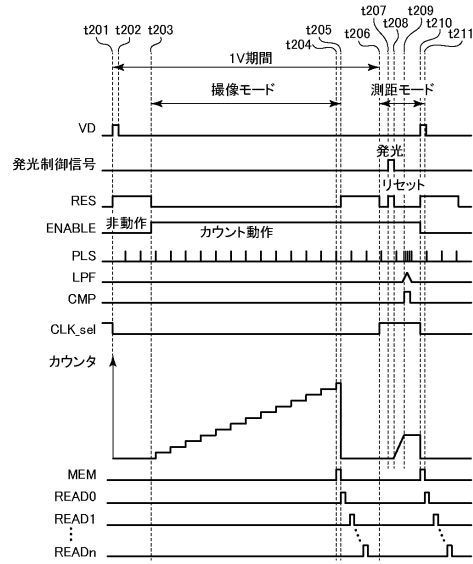 t207 t209
t201 t202 t203 t205 t208 t210
t204 t206 t211
1V期間
撮像モード 測距モード
VD
発光
発光制御信号
リセット
RES
非動作 カウント動作
ENABLE
PLS
LPF
CMP
CLK_sel
カウンタ
MEM
READ0
READ1
READn